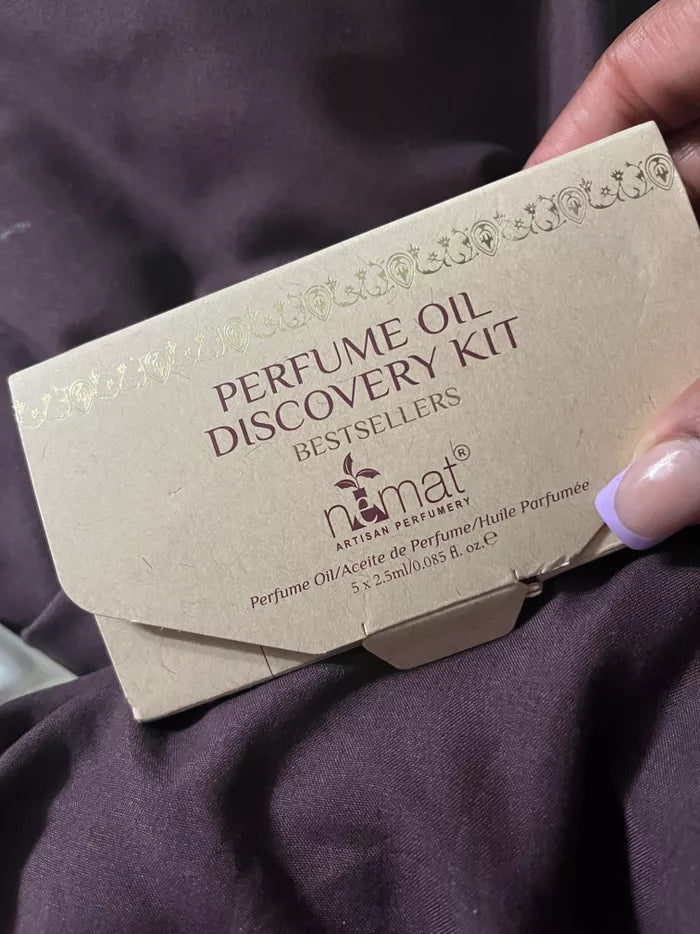 PERFUME OIL
DISCOVERY KIT
BESTSELLERS
nemat®
ARTISAN PERFUMERY
Perfume Oil/Aceite de Perfume/Huile Parfumée
5 x 2.5ml/0.085 fl. oz.℮